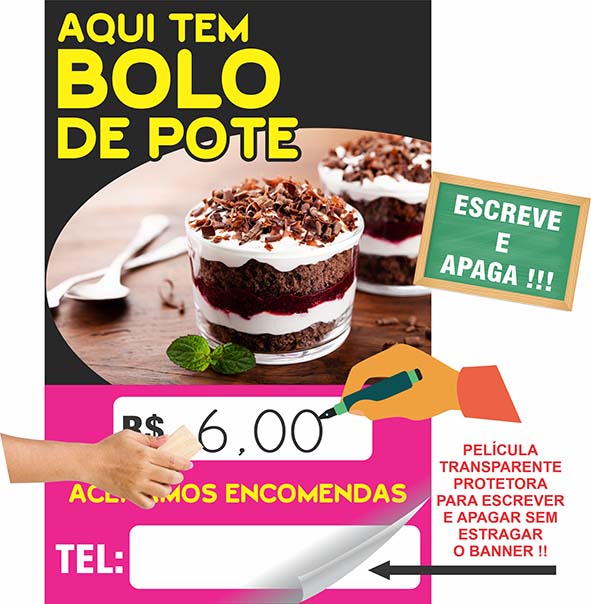 AQUI TEM
BOLO
DE POTE
ESCREVE
E
APAGA !!!
R$ 6,00
ACEITAMOS ENCOMENDAS
TEL:
PELÍCULA
TRANSPARENTE
PROTETORA
PARA ESCREVER
E APAGAR SEM
ESTRAGAR
O BANNER !!